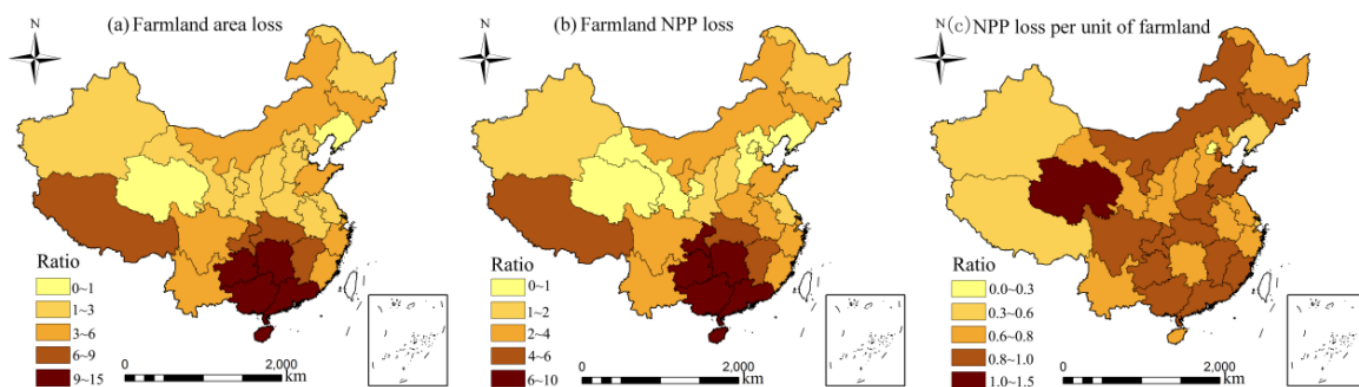 N
(a) Farmland area loss
Ratio
0~1
1~3
3~6
6~9
9~15
0
2,000
km
N
(b) Farmland NPP loss
Ratio
0~1
1~2
2~4
4~6
6~10
0
2,000
km
N
(c) NPP loss per unit of farmland
Ratio
0.0~0.3
0.3~0.6
0.6~0.8
0.8~1.0
1.0~1.5
0
2,000
km